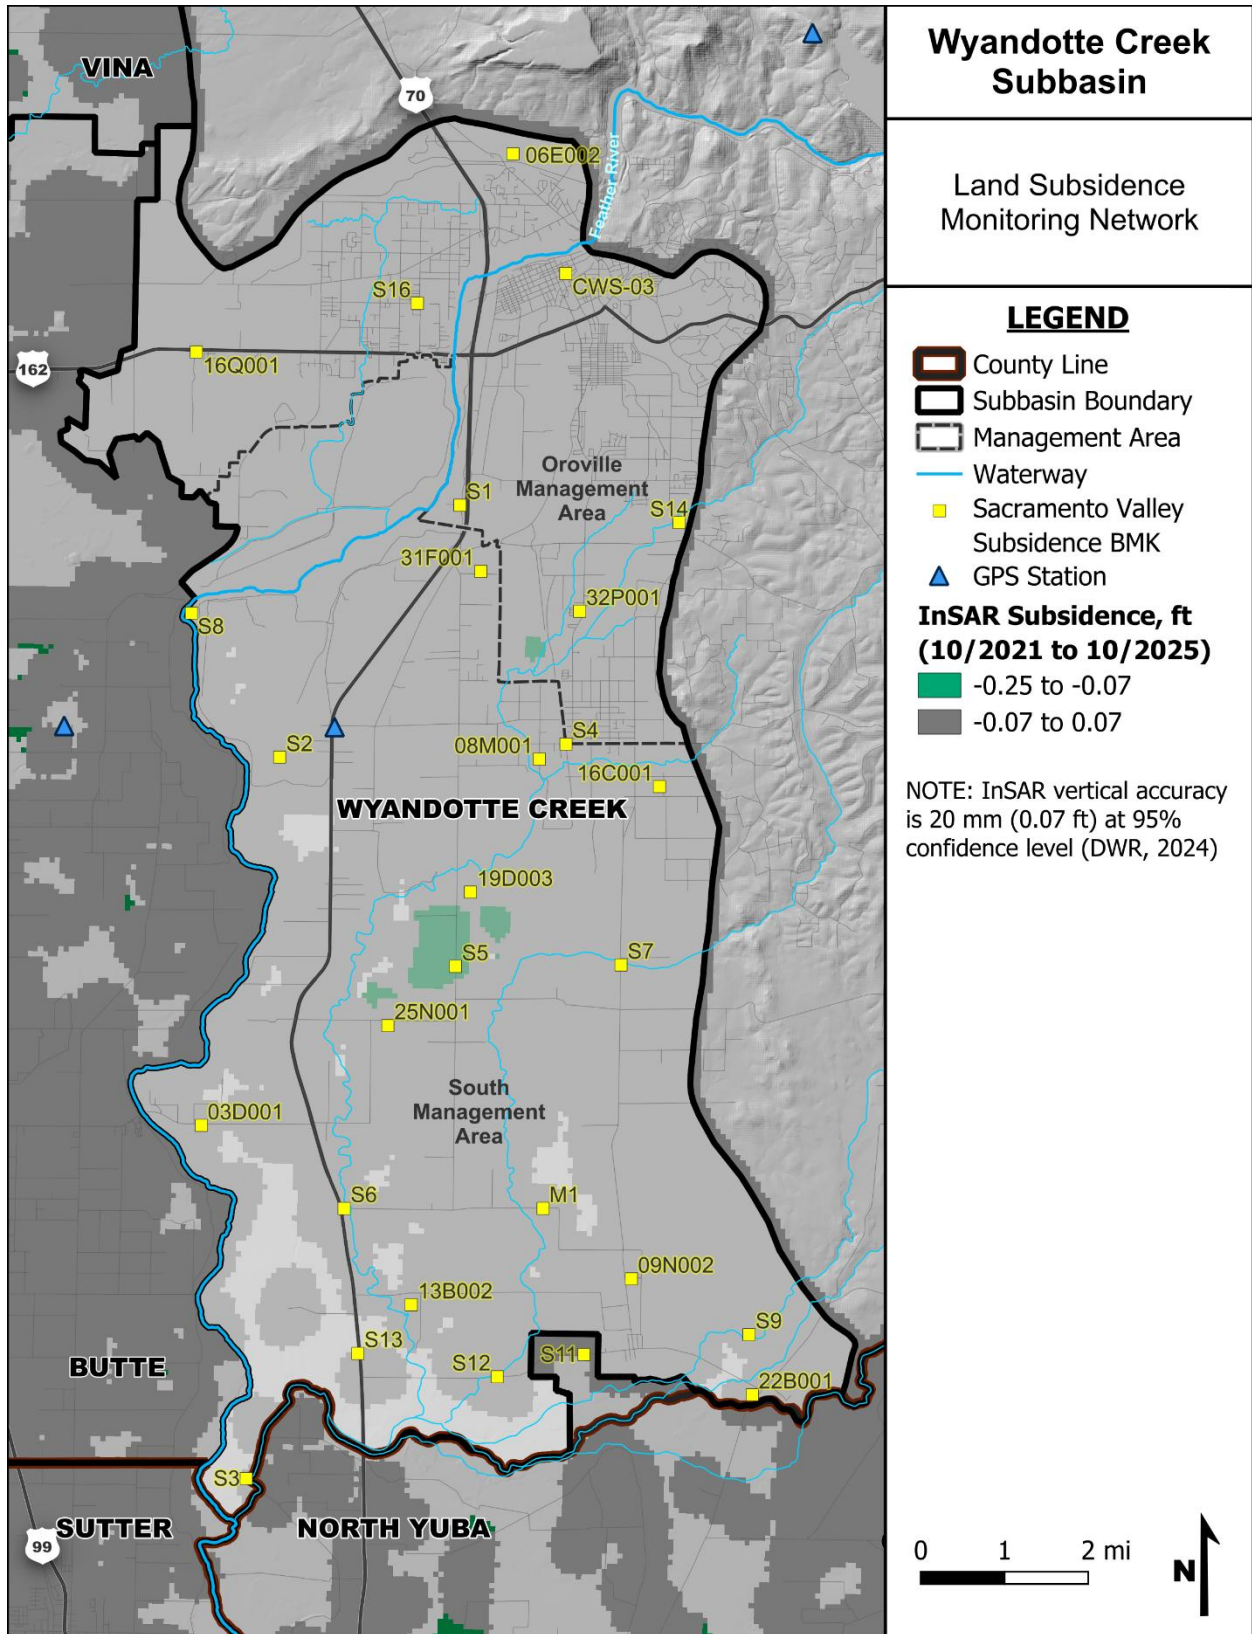 Wyandotte Creek
Subbasin
Land Subsidence
Monitoring Network
LEGEND
County Line
Subbasin Boundary
Management Area
Waterway
Sacramento Valley
Subsidence BMK
GPS Station
InSAR Subsidence, ft
(10/2021 to 10/2025)
-0.25 to -0.07
-0.07 to 0.07
NOTE: InSAR vertical accuracy
is 20 mm (0.07 ft) at 95%
confidence level (DWR, 2024)
0 1 2 mi
N
VINA
70
06E002
Feather River
CWS-03
S16
16Q001
162
Oroville
Management
Area
S1
S14
31F001
32P001
S8
S2
S4
08M001
16C001
WYANDOTTE CREEK
19D003
S5
S7
25N001
South
Management
Area
03D001
S6
M1
09N002
13B002
S9
S13
S11
S12
BUTTE
22B001
S3
SUTTER
NORTH YUBA
99